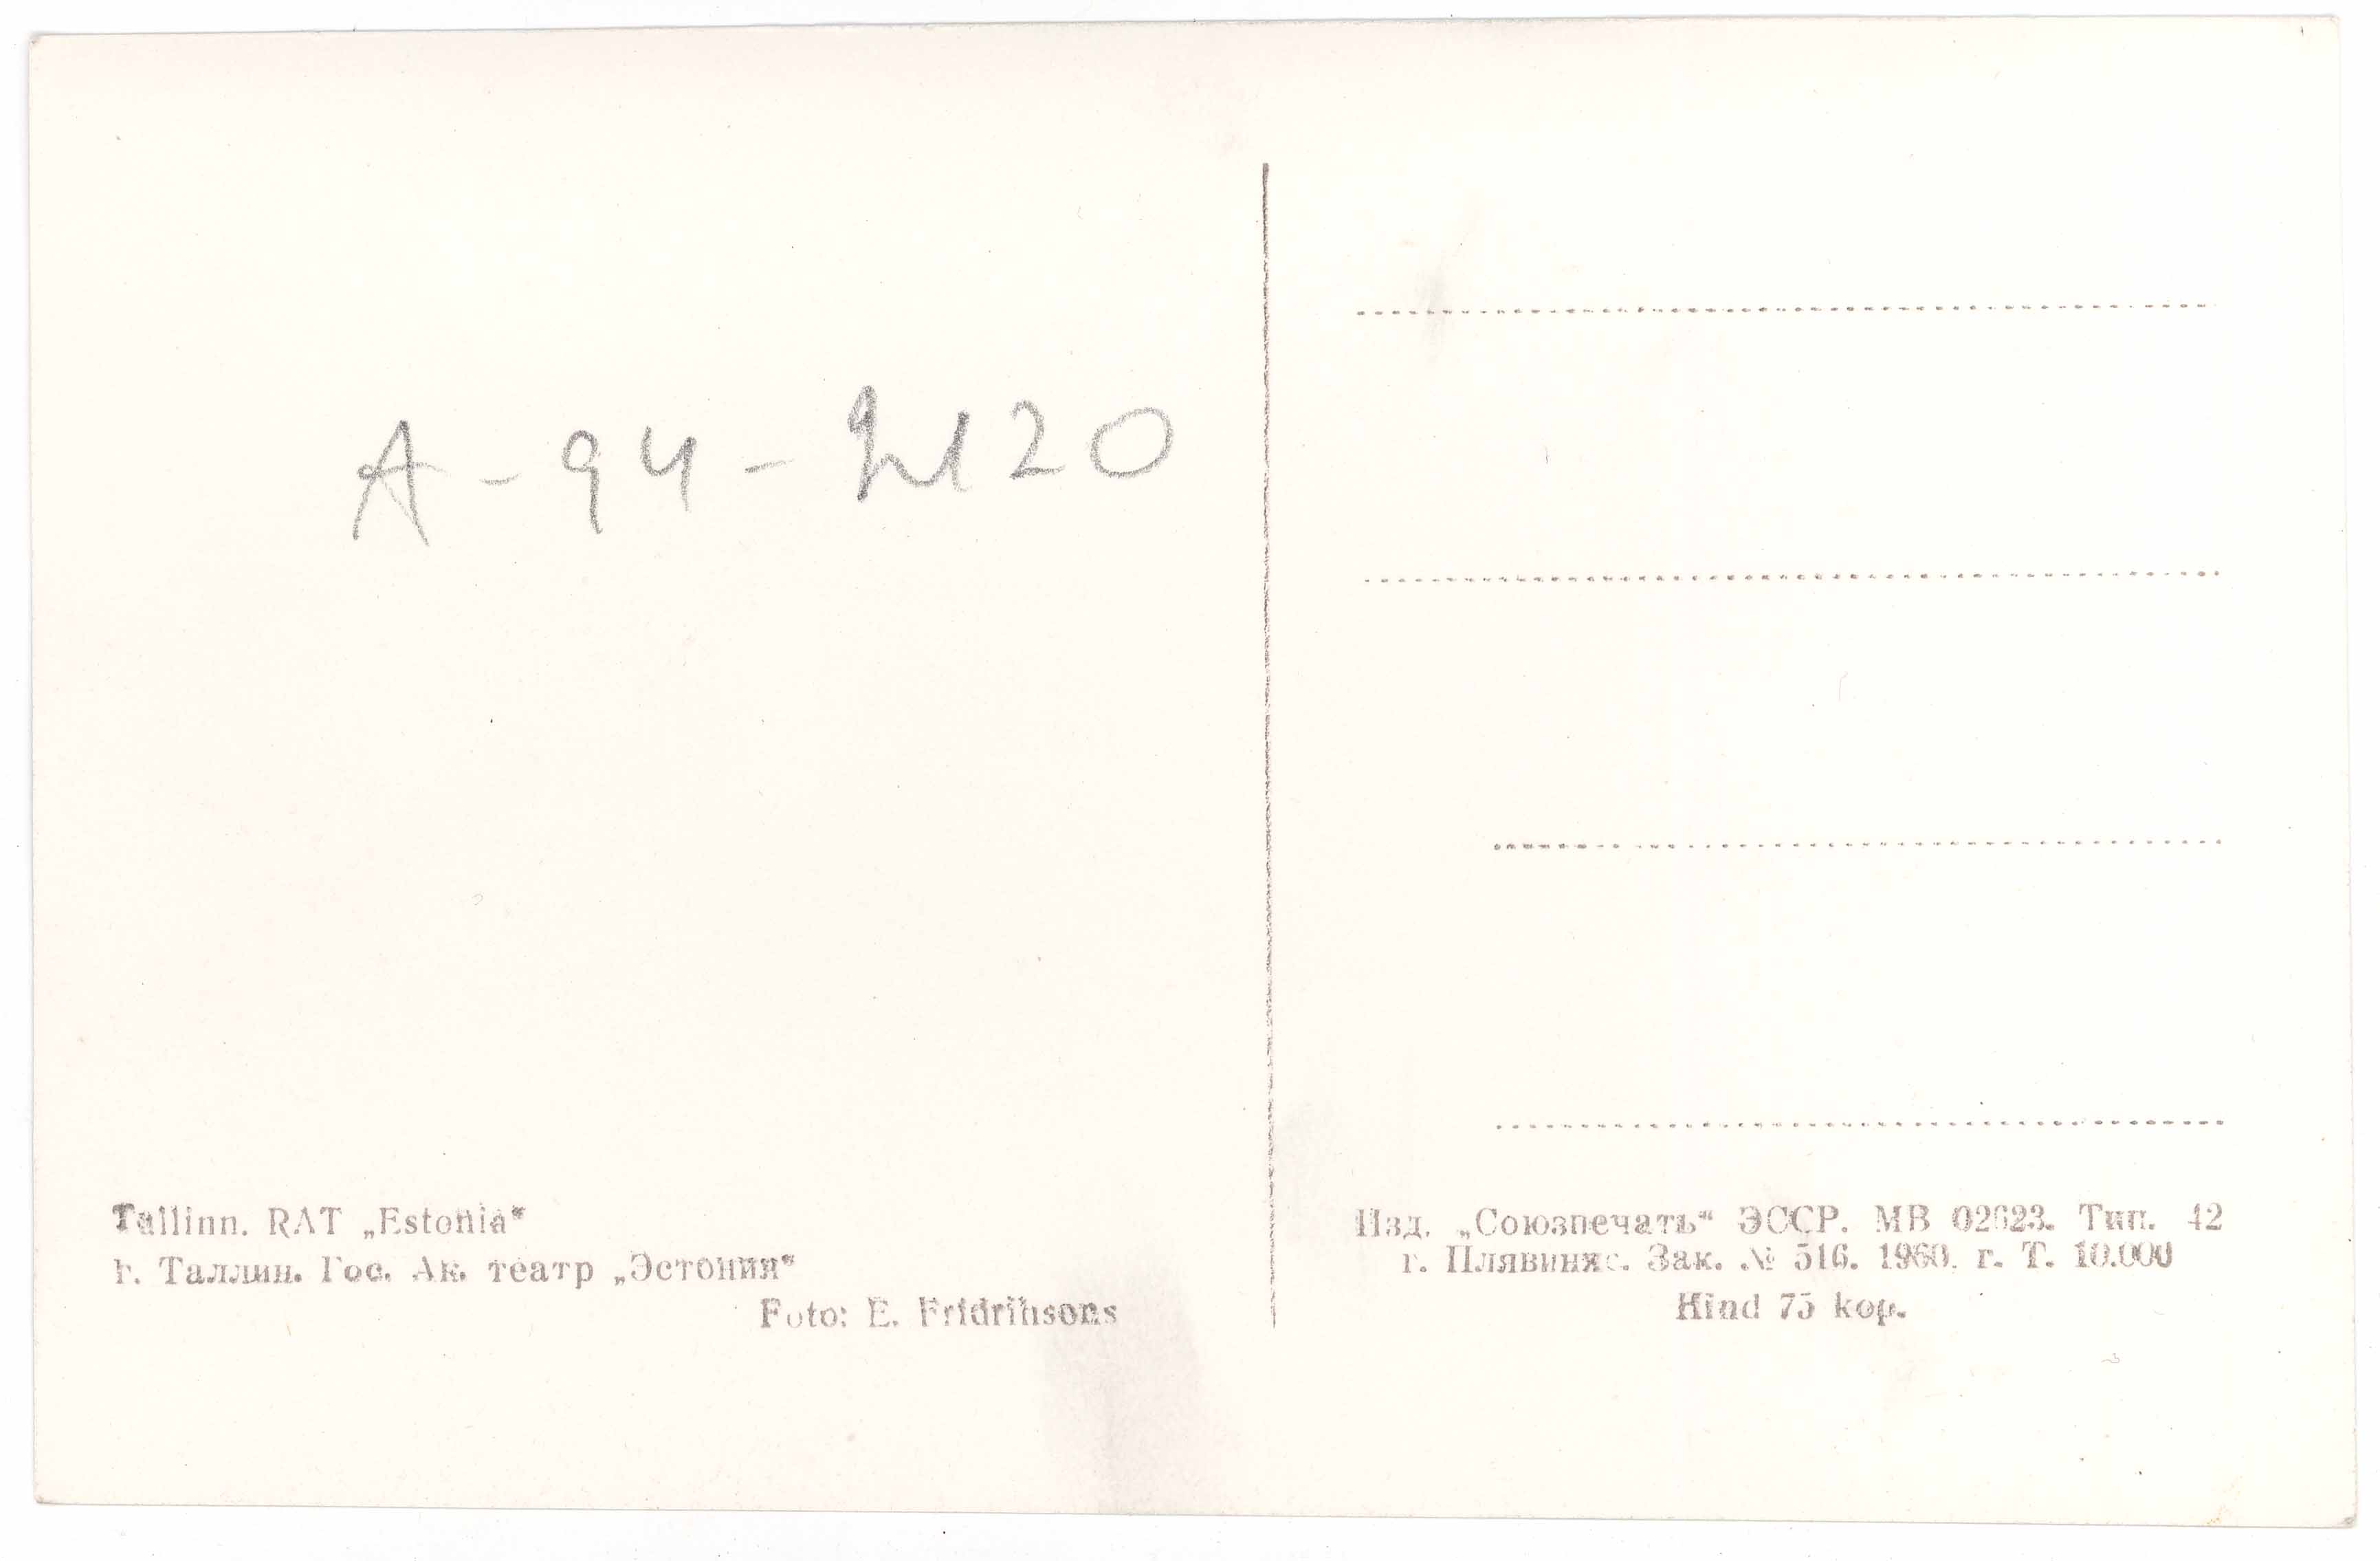 A-94-2120
Tallinn. RAT „Estonia“
г. Таллин. Гос. Ак. театр „Эстония“
Foto: E. Fridrihsons
Изд. „Союзпечать“ ЭССР. МВ 02623. Тип. 42
г. Плявиняс. Зак. № 516. 1960. г. Т. 10.000
Hind 75 kop.